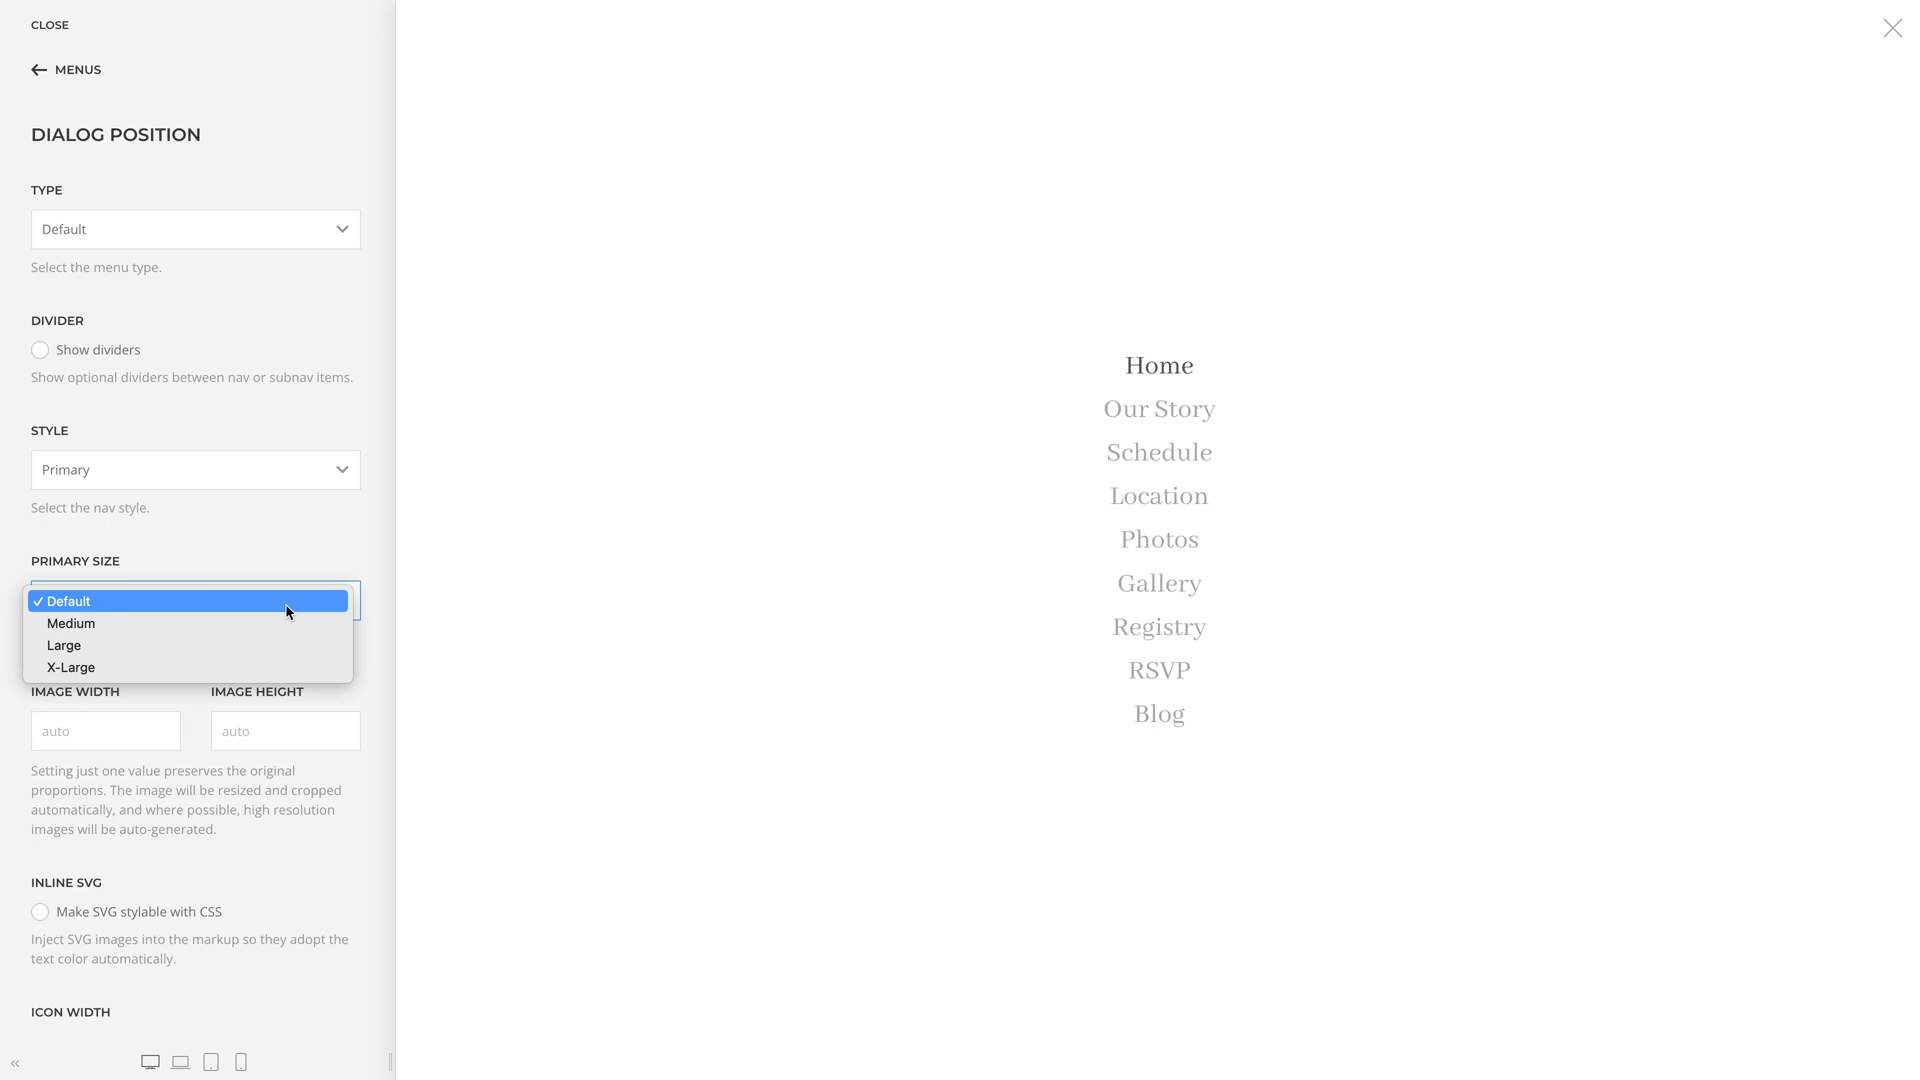 CLOSE
MENUS
DIALOG POSITION
TYPE
Default
Select the menu type.
DIVIDER
Show dividers
Show optional dividers between nav or subnav items.
STYLE
Primary
Select the nav style.
PRIMARY SIZE
Default
Medium
Large
X-Large
IMAGE WIDTH
IMAGE HEIGHT
auto
auto
Setting just one value preserves the original
proportions. The image will be resized and cropped
automatically, and where possible, high resolution
images will be auto-generated.
INLINE SVG
Make SVG stylable with CSS
Inject SVG images into the markup so they adopt the
text color automatically.
ICON WIDTH
Home
Our Story
Schedule
Location
Photos
Gallery
Registry
RSVP
Blog